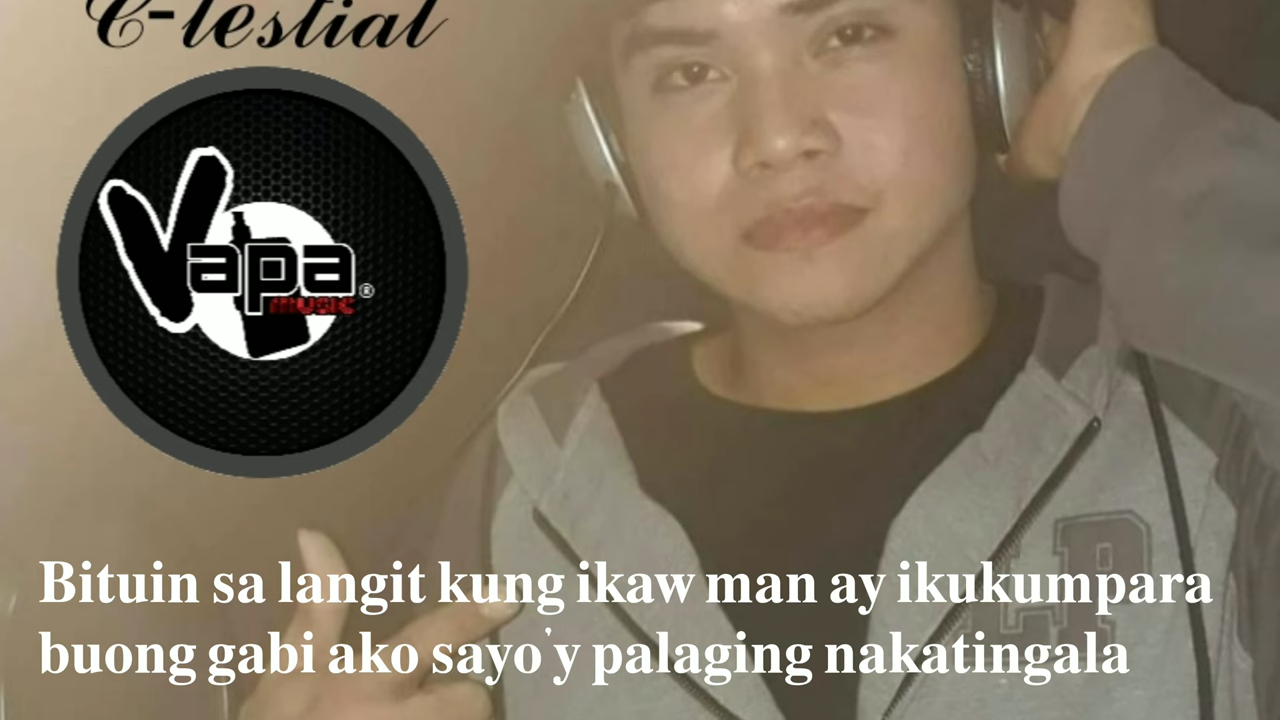 C-lestial
Vapa
music®
Bituin sa langit kung ikaw man ay ikukumpara
buong gabi ako sayo'y palaging nakatingala